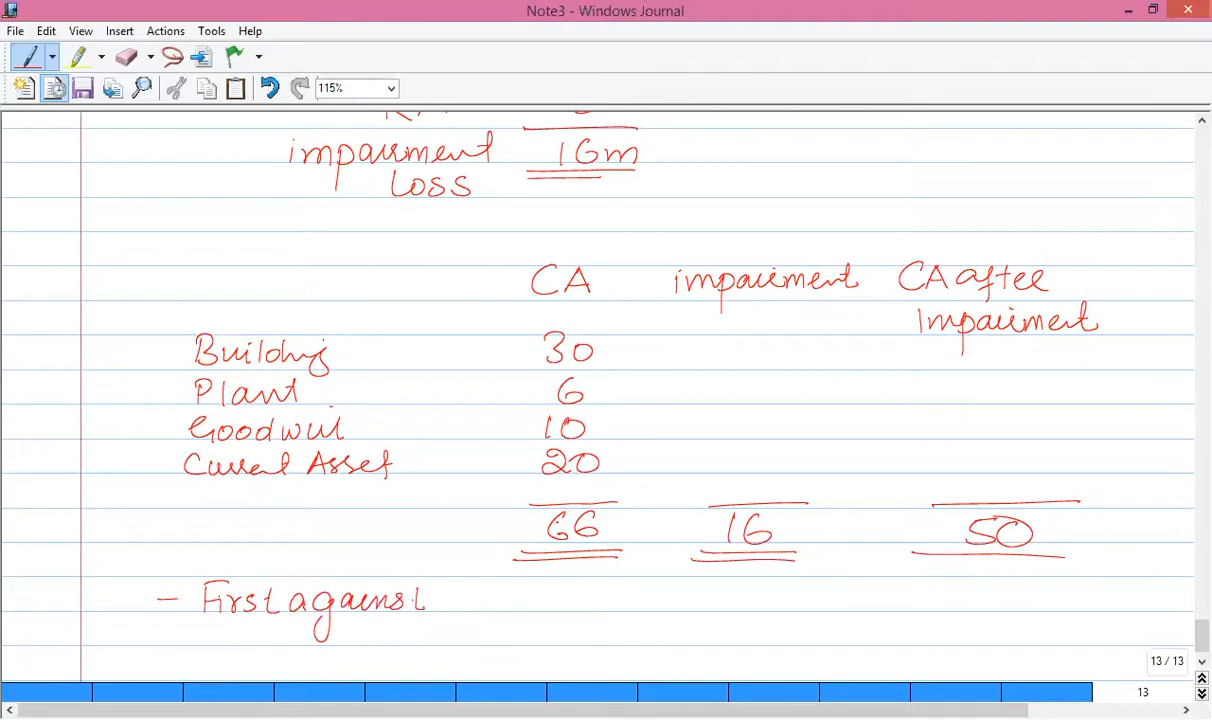 Note3 - Windows Journal
File Edit View Insert Actions Tools Help
115%
impairment 16m
Loss
CA impairment CA after
Impairment
Building 30
Plant 6
Goodwill 10
Current Asset 20
66 16 50
- First against
13 / 13
13